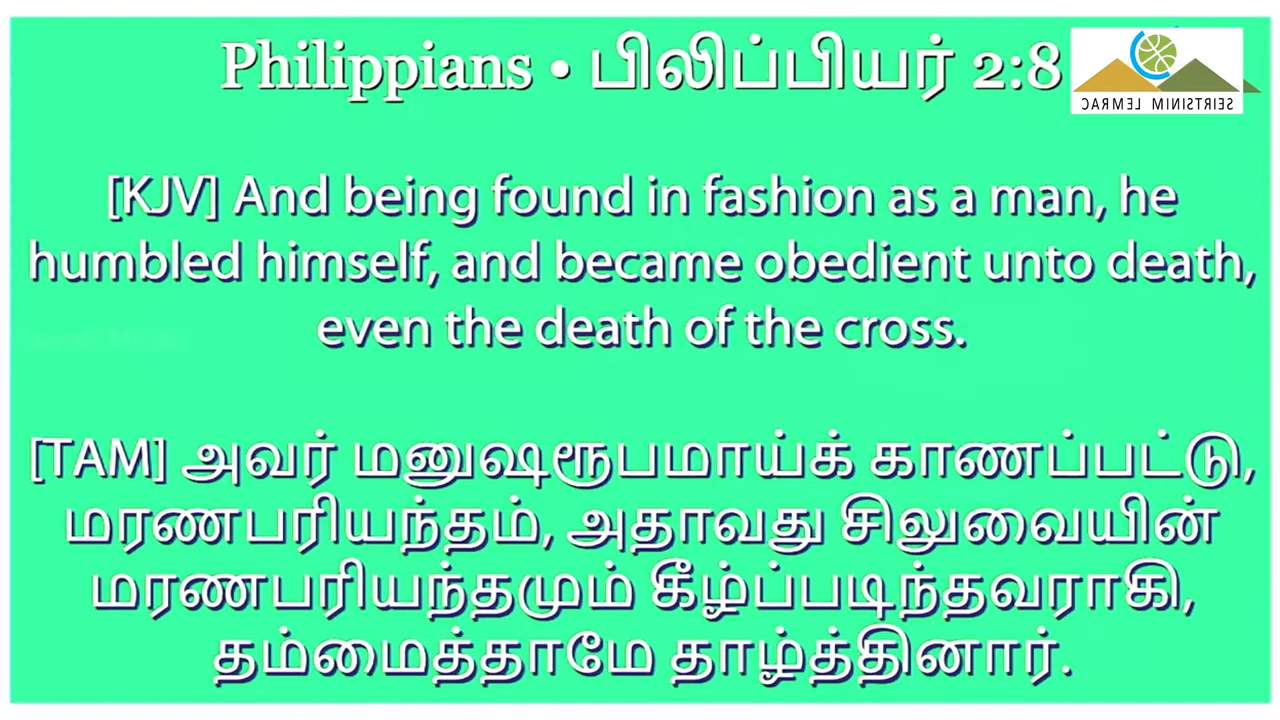 Philippians • பிலிப்பியர் 2:8
CARMEL MINISTRIES
[KJV] And being found in fashion as a man, he
humbled himself, and became obedient unto death,
even the death of the cross.
[TAM] அவர் மனுஷரூபமாய்க் காணப்பட்டு,
மரணபரியந்தம், அதாவது சிலுவையின்
மரணபரியந்தமும் கீழ்ப்படிந்தவராகி,
தம்மைத்தாமே தாழ்த்தினார்.